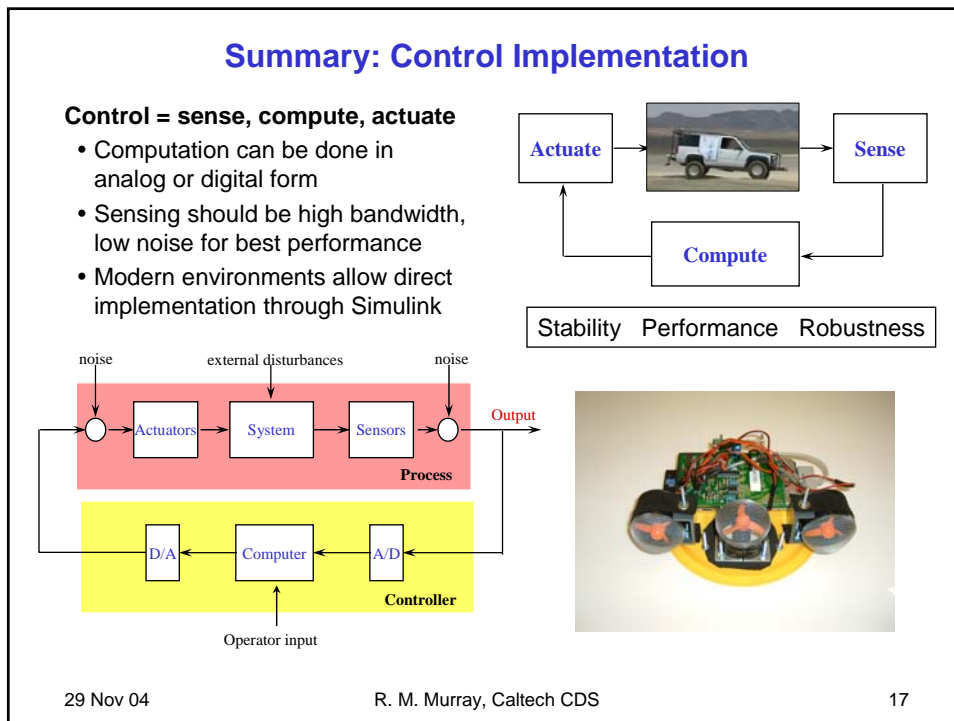 Summary: Control Implementation
Control = sense, compute, actuate
• Computation can be done in
analog or digital form
• Sensing should be high bandwidth,
low noise for best performance
• Modern environments allow direct
implementation through Simulink
Actuate
Sense
Compute
Stability Performance Robustness
noise
external disturbances
noise
Actuators
System
Sensors
Output
Process
D/A
Computer
A/D
Controller
Operator input
29 Nov 04
R. M. Murray, Caltech CDS
17